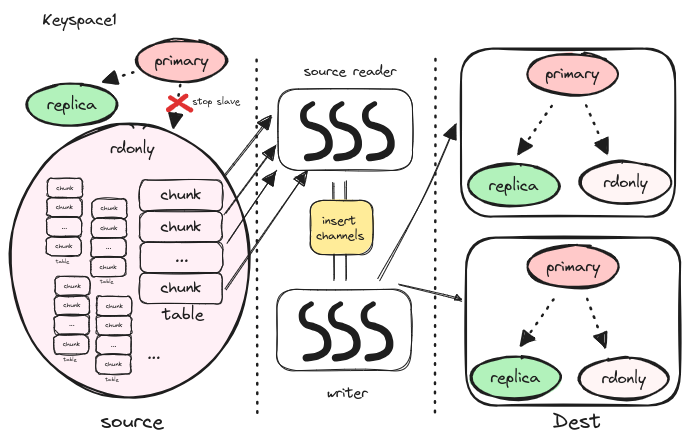 Keyspace1
primary
replica
stop slave
rdonly
chunk
chunk
...
chunk
table
chunk
chunk
...
chunk
table
chunk
chunk
...
chunk
table
chunk
chunk
...
chunk
table
chunk
chunk
...
chunk
table
...
source
source reader
SSS
insert
channels
SSS
writer
primary
replica
rdonly
primary
replica
rdonly
Dest